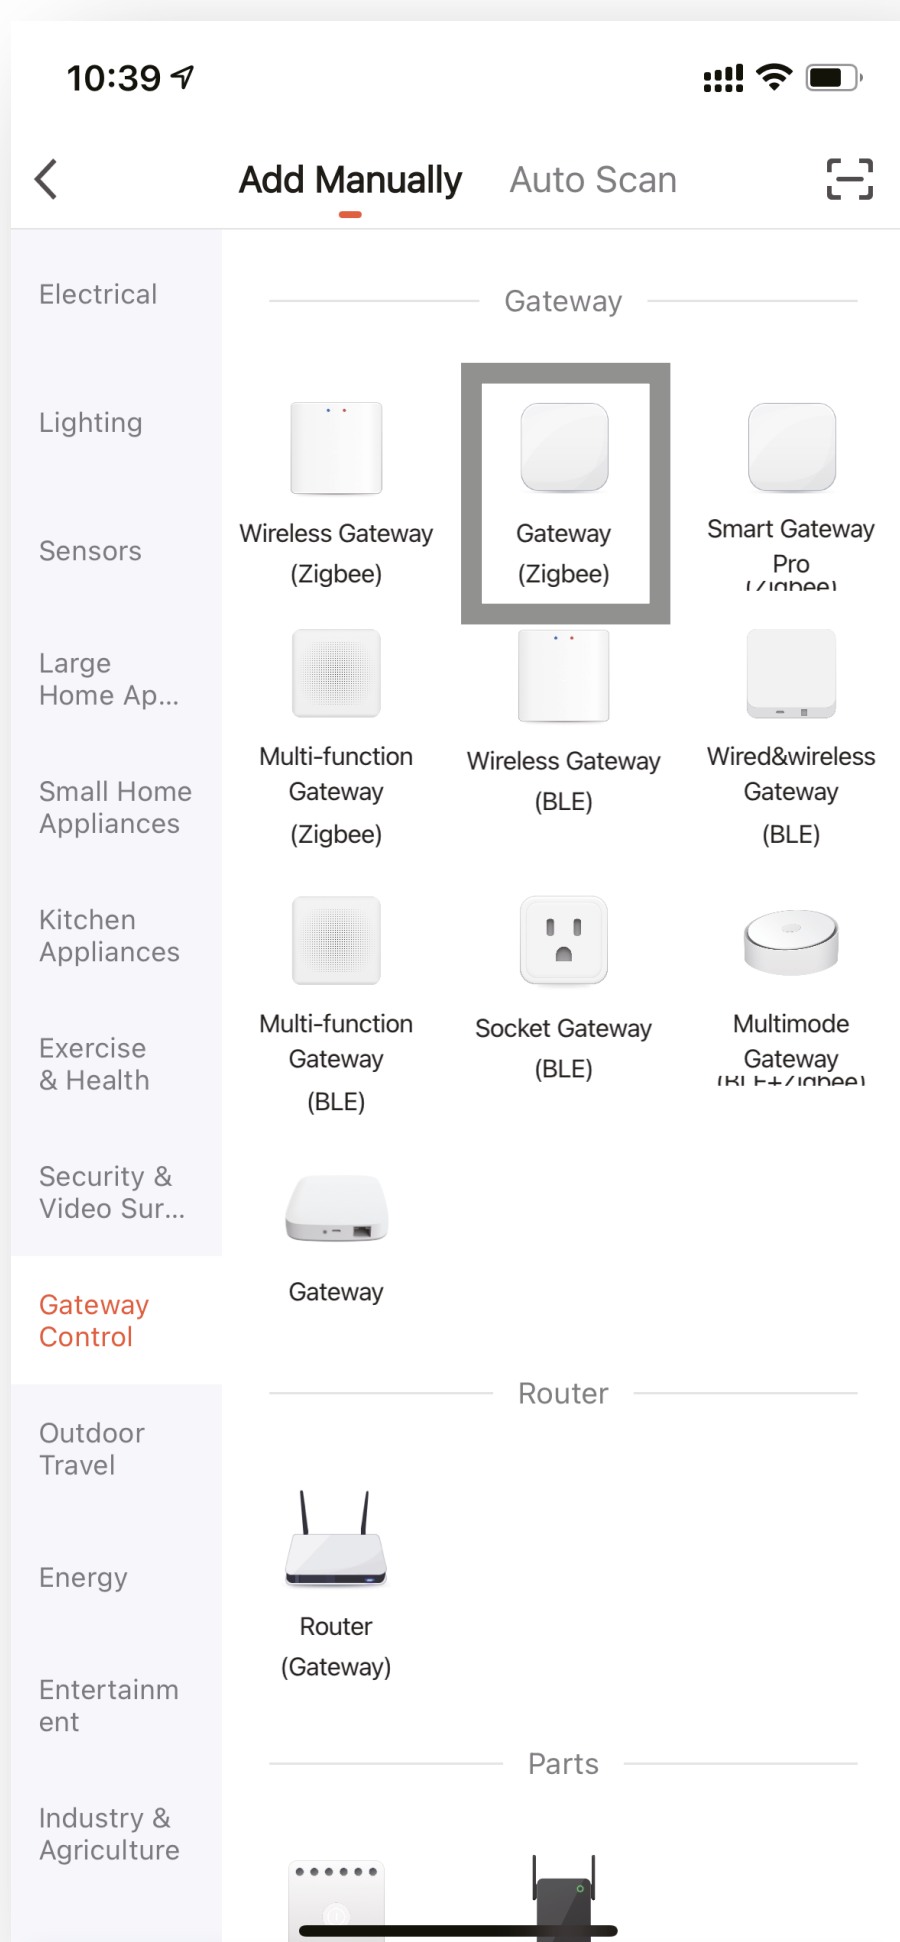 10:39
Add Manually
Auto Scan
Electrical
Lighting
Sensors
Large
Home Ap...
Small Home
Appliances
Kitchen
Appliances
Exercise
& Health
Security &
Video Sur...
Gateway
Control
Outdoor
Travel
Energy
Entertainm
ent
Industry &
Agriculture
Gateway
Wireless Gateway
(Zigbee)
Gateway
(Zigbee)
Smart Gateway
Pro
(Zigbee)
Multi-function
Gateway
(Zigbee)
Wireless Gateway
(BLE)
Wired&wireless
Gateway
(BLE)
Multi-function
Gateway
(BLE)
Socket Gateway
(BLE)
Multimode
Gateway
(BLE+Zigbee)
Gateway
Router
Router
(Gateway)
Parts